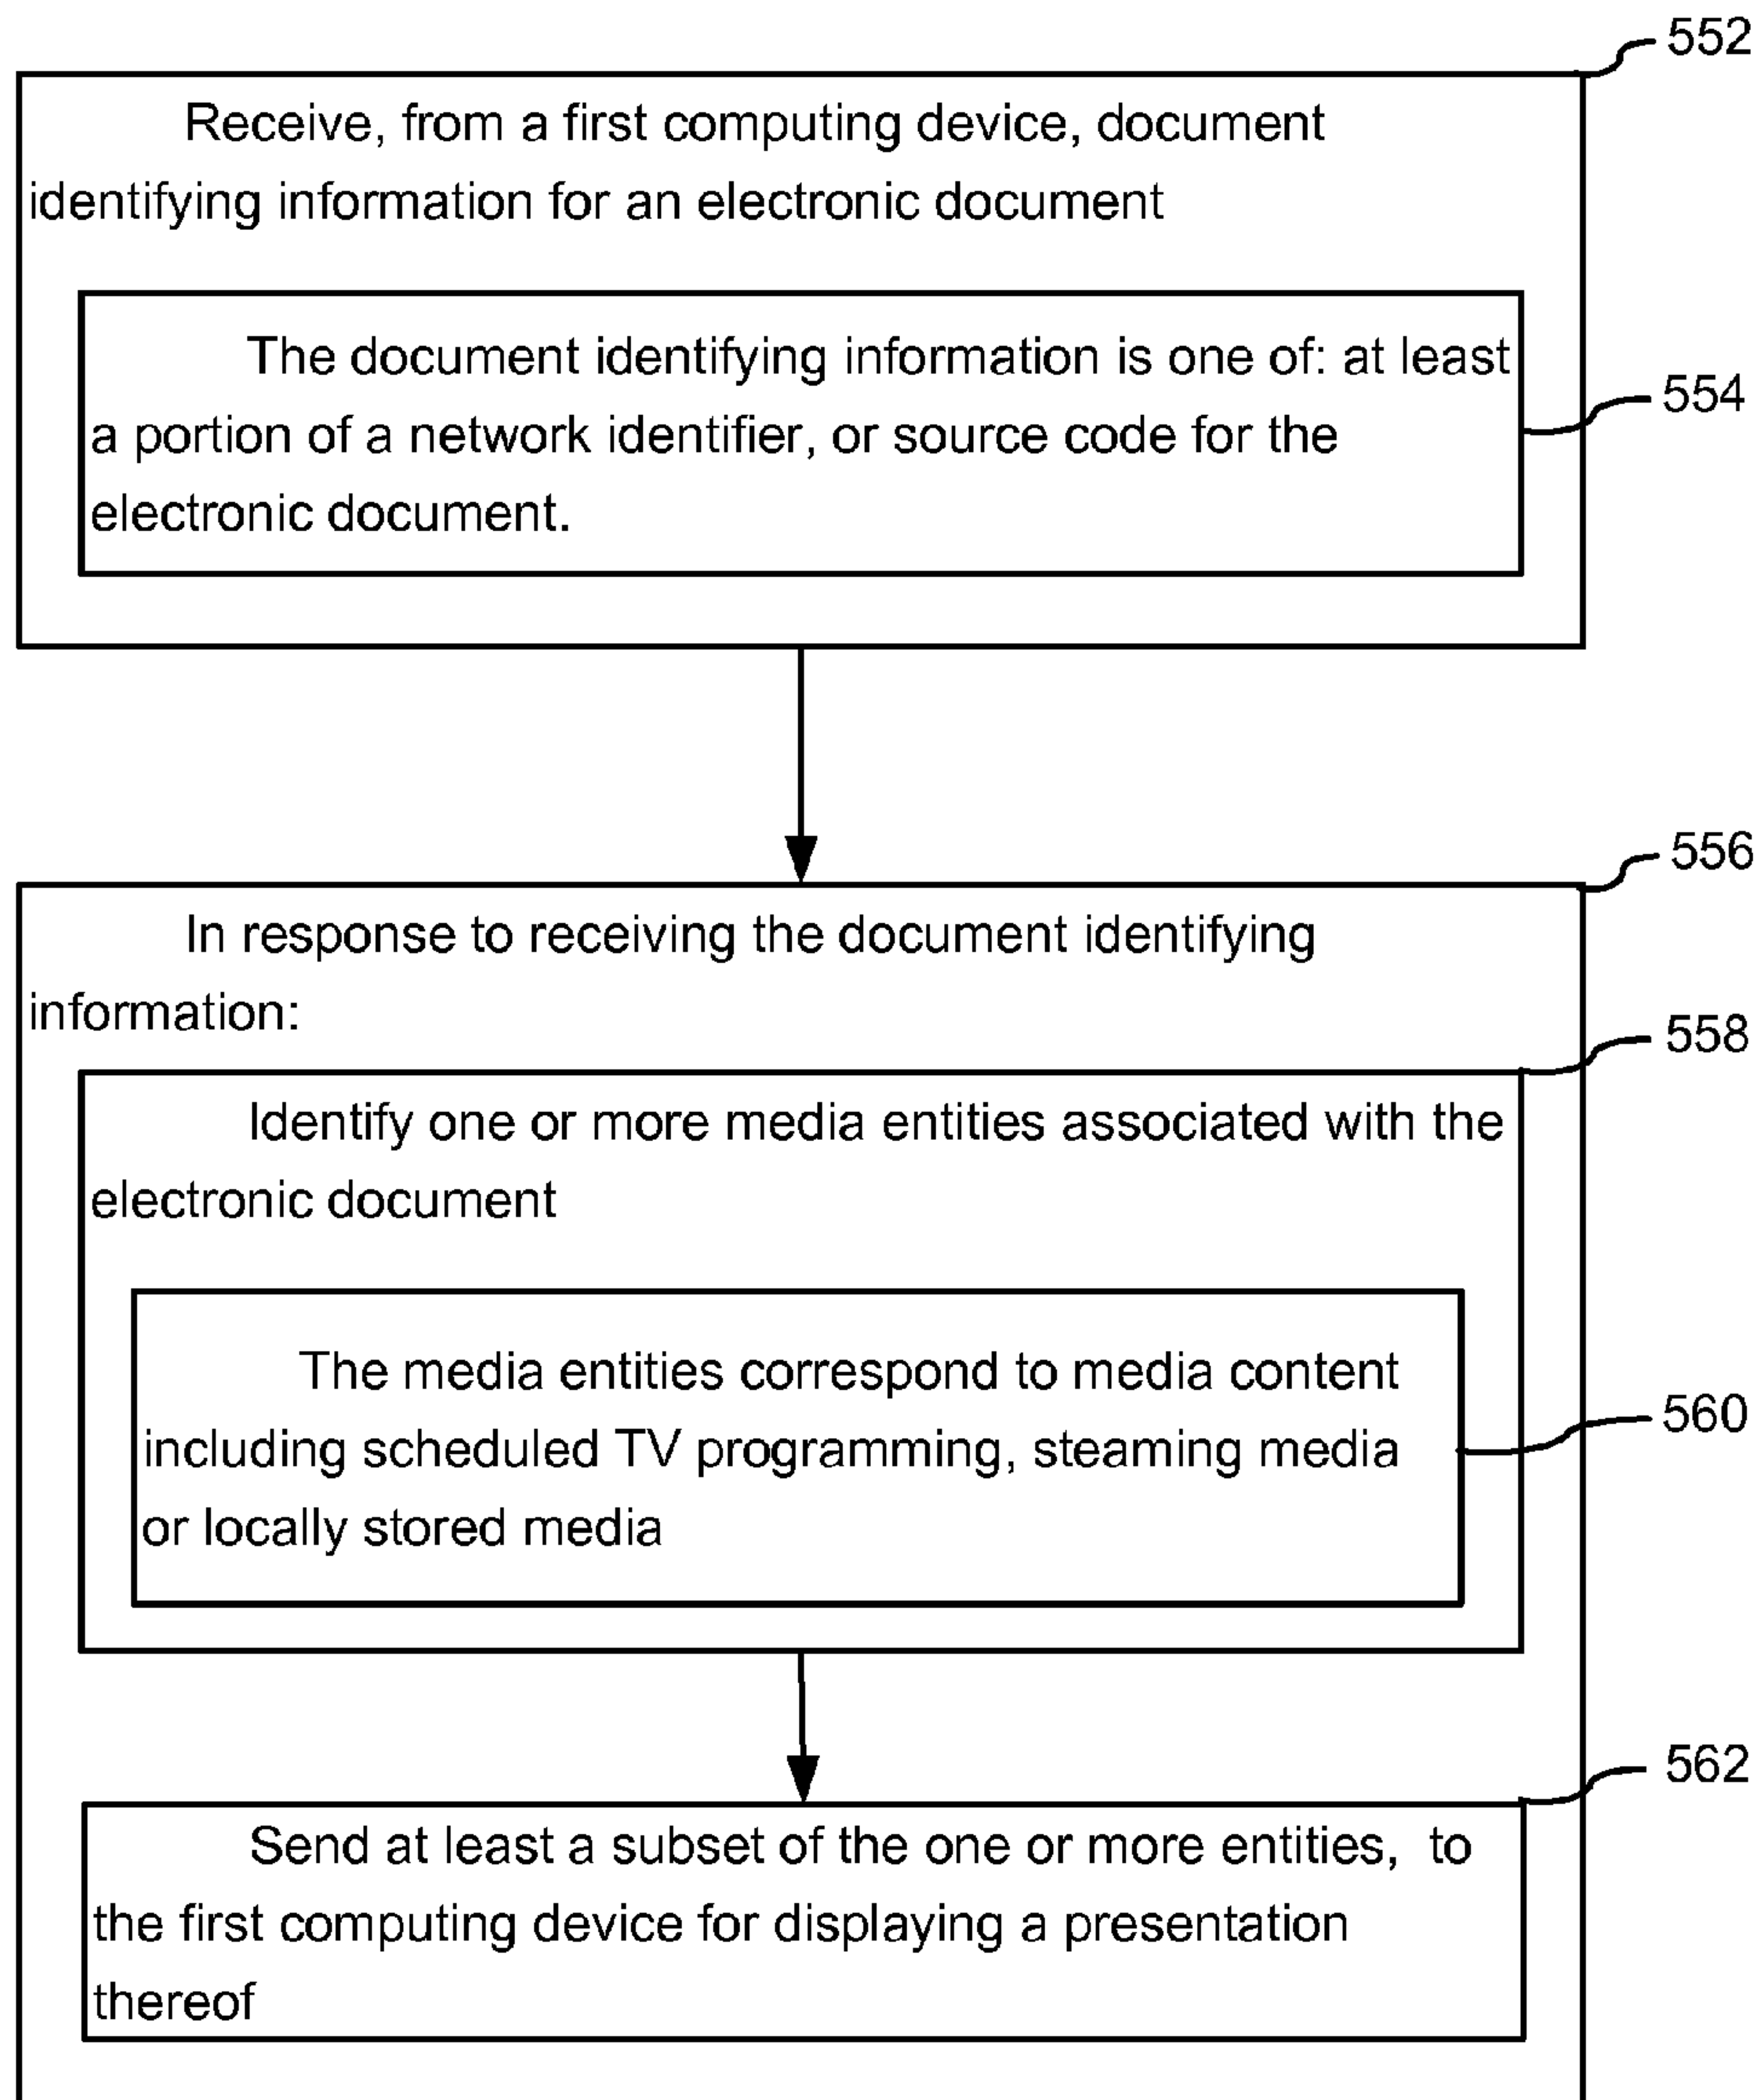 552
Receive, from a first computing device, document
identifying information for an electronic document
The document identifying information is one of: at least
a portion of a network identifier, or source code for the
electronic document.
554
556
In response to receiving the document identifying
information:
558
Identify one or more media entities associated with the
electronic document
The media entities correspond to media content
including scheduled TV programming, steaming media
or locally stored media
560
562
Send at least a subset of the one or more entities, to
the first computing device for displaying a presentation
thereof